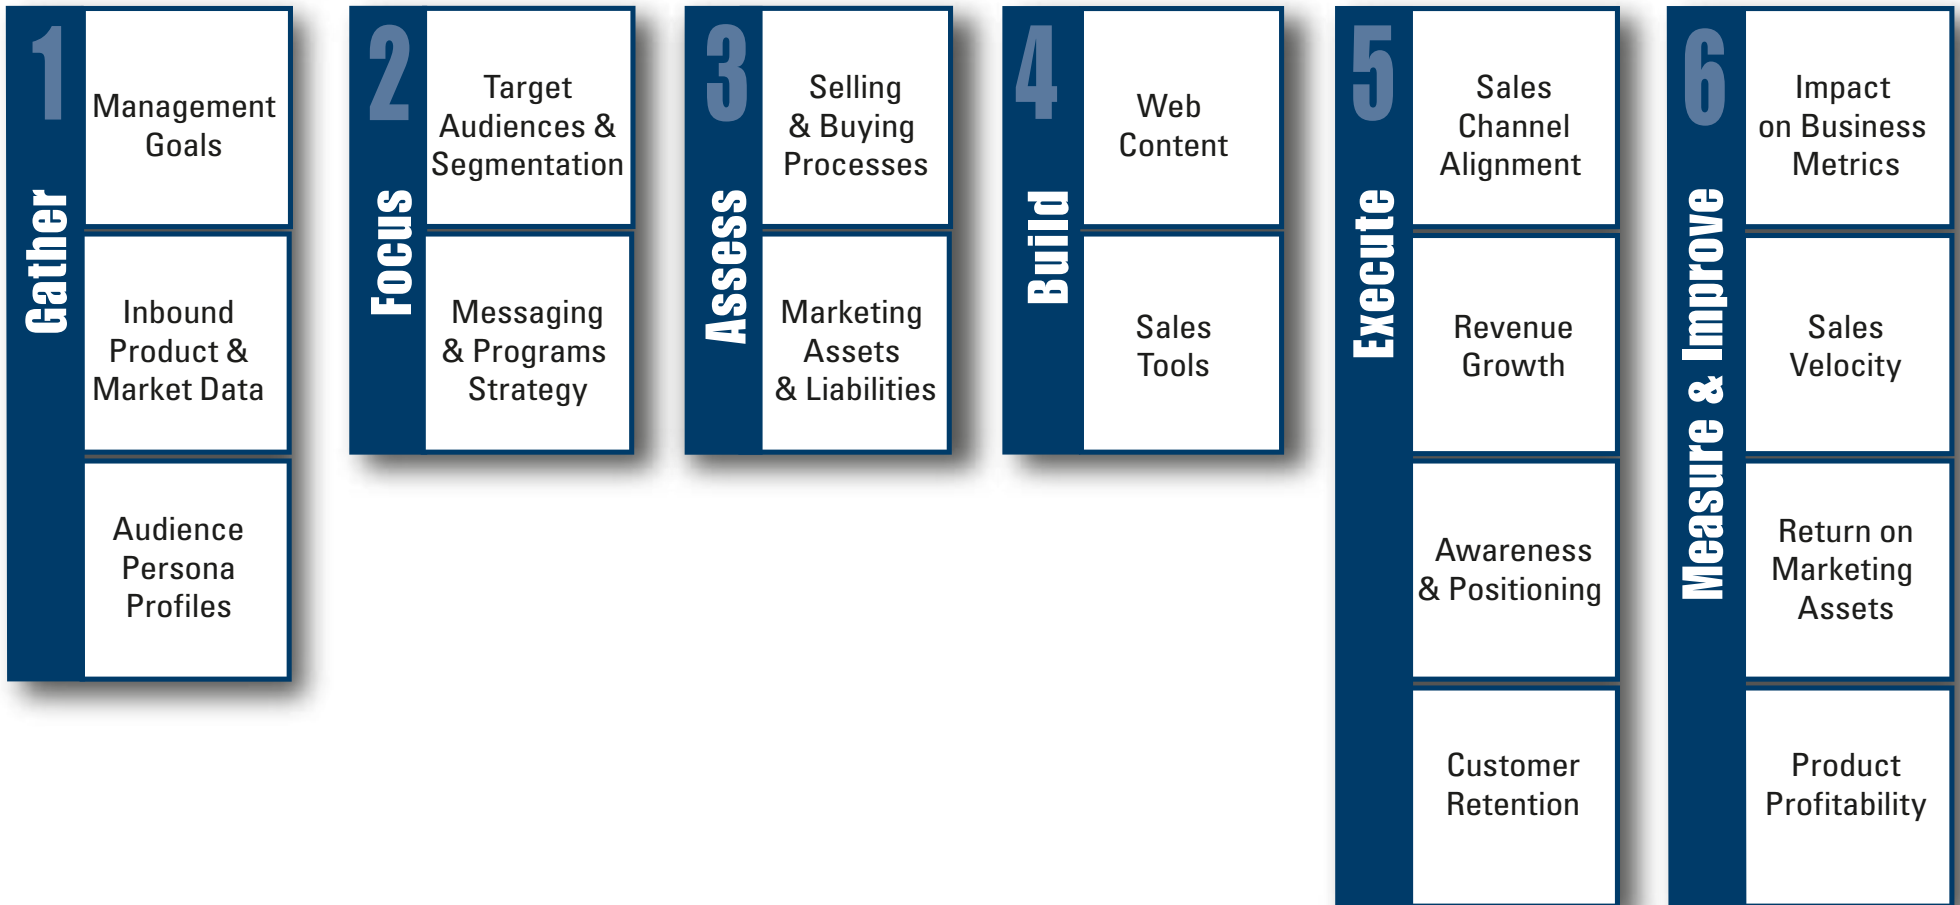 1
Gather
Management
Goals
Inbound
Product &
Market Data
Audience
Persona
Profiles
2
Focus
Target
Audiences &
Segmentation
Messaging
& Programs
Strategy
3
Assess
Selling
& Buying
Processes
Marketing
Assets
& Liabilities
4
Build
Web
Content
Sales
Tools
5
Execute
Sales
Channel
Alignment
Revenue
Growth
Awareness
& Positioning
Customer
Retention
6
Measure & Improve
Impact
on Business
Metrics
Sales
Velocity
Return on
Marketing
Assets
Product
Profitability